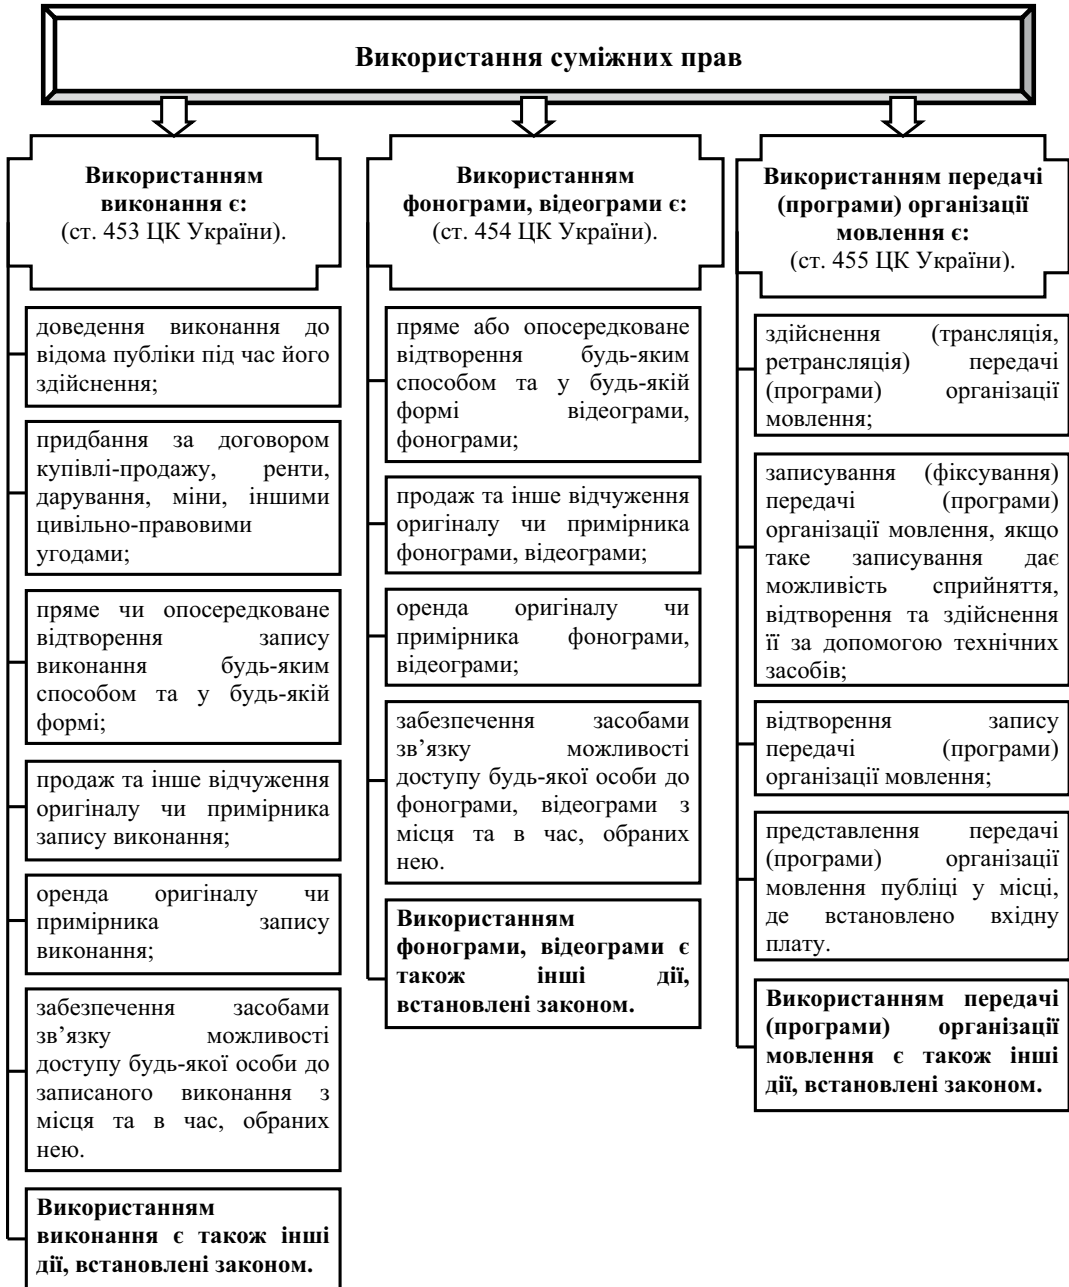 Використання суміжних прав
Використанням
виконання є:
(ст. 453 ЦК України).
доведення виконання до
відома публіки під час його
здійснення;
придбання за договором
купівлі-продажу, ренти,
дарування, міни, іншими
цивільно-правовими
угодами;
пряме чи опосередковане
відтворення запису
виконання будь-яким
способом та у будь-якій
формі;
продаж та інше відчуження
оригіналу чи примірника
запису виконання;
оренда оригіналу чи
примірника запису
виконання;
забезпечення засобами
зв’язку можливості
доступу будь-якої особи до
записаного виконання з
місця та в час, обраних
нею.
Використанням
виконання є також інші
дії, встановлені законом.
Використанням
фонограми, відеограми є:
(ст. 454 ЦК України).
пряме або опосередковане
відтворення будь-яким
способом та у будь-якій
формі відеограми,
фонограми;
продаж та інше відчуження
оригіналу чи примірника
фонограми, відеограми;
оренда оригіналу чи
примірника фонограми,
відеограми;
забезпечення засобами
зв’язку можливості
доступу будь-якої особи до
фонограми, відеограми з
місця та в час, обраних
нею.
Використанням
фонограми, відеограми є
також інші дії,
встановлені законом.
Використанням передачі
(програми) організації
мовлення є:
(ст. 455 ЦК України).
здійснення (трансляція,
ретрансляція) передачі
(програми) організації
мовлення;
записування (фіксування)
передачі (програми)
організації мовлення, якщо
таке записування дає
можливість сприйняття,
відтворення та здійснення
її за допомогою технічних
засобів;
відтворення запису
передачі (програми)
організації мовлення;
представлення передачі
(програми) організації
мовлення публіці у місці,
де встановлено вхідну
плату.
Використанням передачі
(програми) організації
мовлення є також інші
дії, встановлені законом.